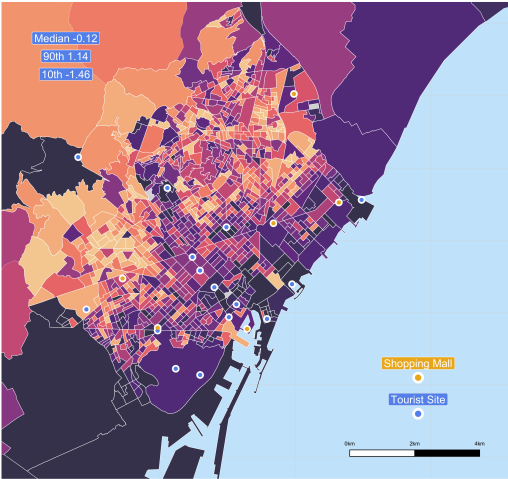 Median -0.12
90th 1.14
10th -1.46
Shopping Mall
Tourist Site
0km 2km 4km